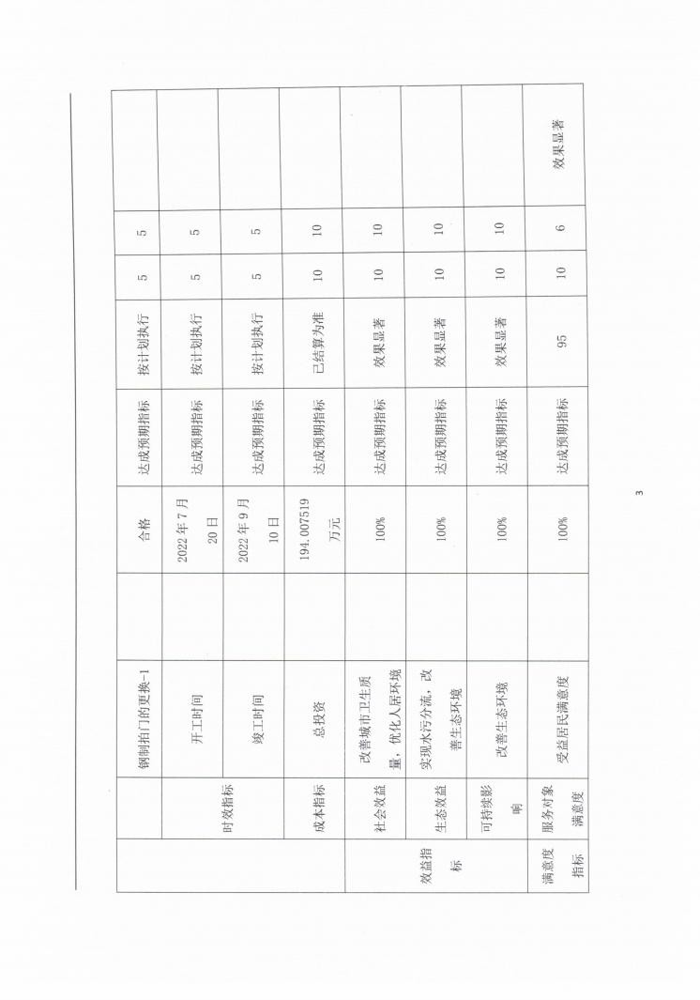 钢制拍门的更换-1 合格 达成预期指标 按计划执行 5 5
时效指标 开工时间 2022 年 7 月
20 日 达成预期指标 按计划执行 5 5
竣工时间 2022 年 9 月
10 日 达成预期指标 按计划执行 5 5
成本指标 总投资 194.007519
万元 达成预期指标 已结算为准 10 10
效益指
标
社会效益 改善城市卫生质
量，优化人居环境 100% 达成预期指标 效果显著 10 10
生态效益 实现水污分流，改
善生态环境 100% 达成预期指标 效果显著 10 10
可持续影
响 改善生态环境 100% 达成预期指标 效果显著 10 10
满意度
指标
服务对象
满意度 受益居民满意度 100% 达成预期指标 95 10 6 效果显著
3